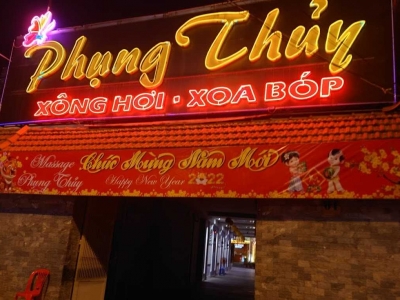 Phụng Thủy
XÔNG HƠI · XOA BÓP
Massage
Phụng Thủy
Chúc Mừng Năm Mới
Happy New Year 2022